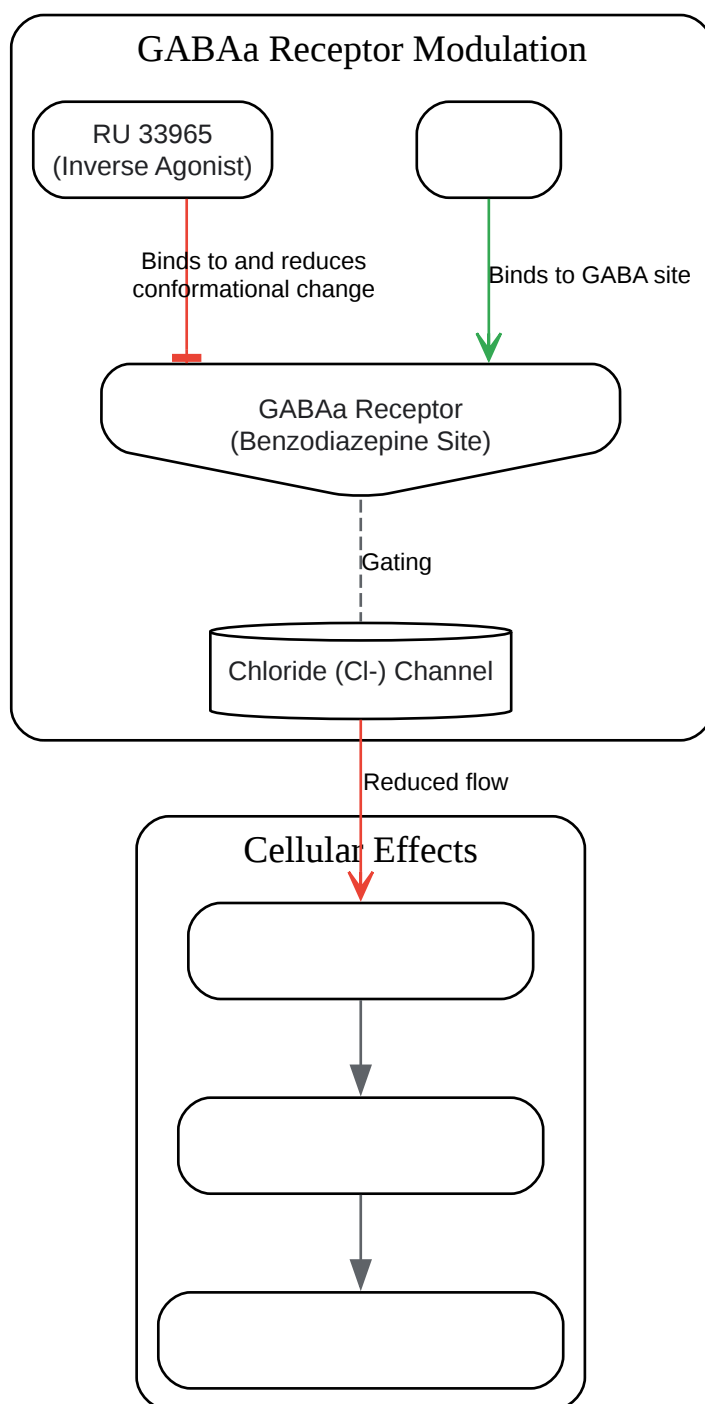 GABAa Receptor Modulation
RU 33965
(Inverse Agonist)
Binds to and reduces
conformational change
Binds to GABA site
GABAa Receptor
(Benzodiazepine Site)
Gating
Chloride (Cl-) Channel
Reduced flow
Cellular Effects